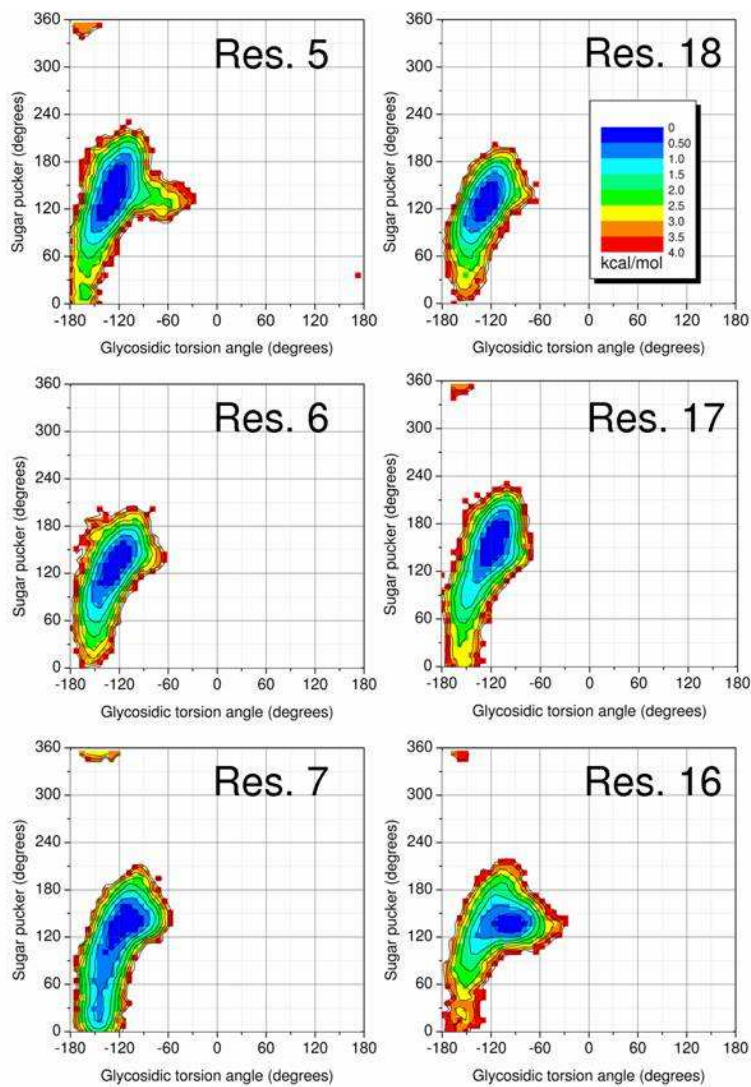 Res. 5
360
300
240
180
120
60
0
Sugar pucker (degrees)
-180 -120 -60 0 60 120 180
Glycosidic torsion angle (degrees)
Res. 18
360
300
240
180
120
60
0
Sugar pucker (degrees)
0
0.50
1.0
1.5
2.0
2.5
3.0
3.5
4.0
kcal/mol
-180 -120 -60 0 60 120 180
Glycosidic torsion angle (degrees)
Res. 6
360
300
240
180
120
60
0
Sugar pucker (degrees)
-180 -120 -60 0 60 120 180
Glycosidic torsion angle (degrees)
Res. 17
360
300
240
180
120
60
0
Sugar pucker (degrees)
-180 -120 -60 0 60 120 180
Glycosidic torsion angle (degrees)
Res. 7
360
300
240
180
120
60
0
Sugar pucker (degrees)
-180 -120 -60 0 60 120 180
Glycosidic torsion angle (degrees)
Res. 16
360
300
240
180
120
60
0
Sugar pucker (degrees)
-180 -120 -60 0 60 120 180
Glycosidic torsion angle (degrees)